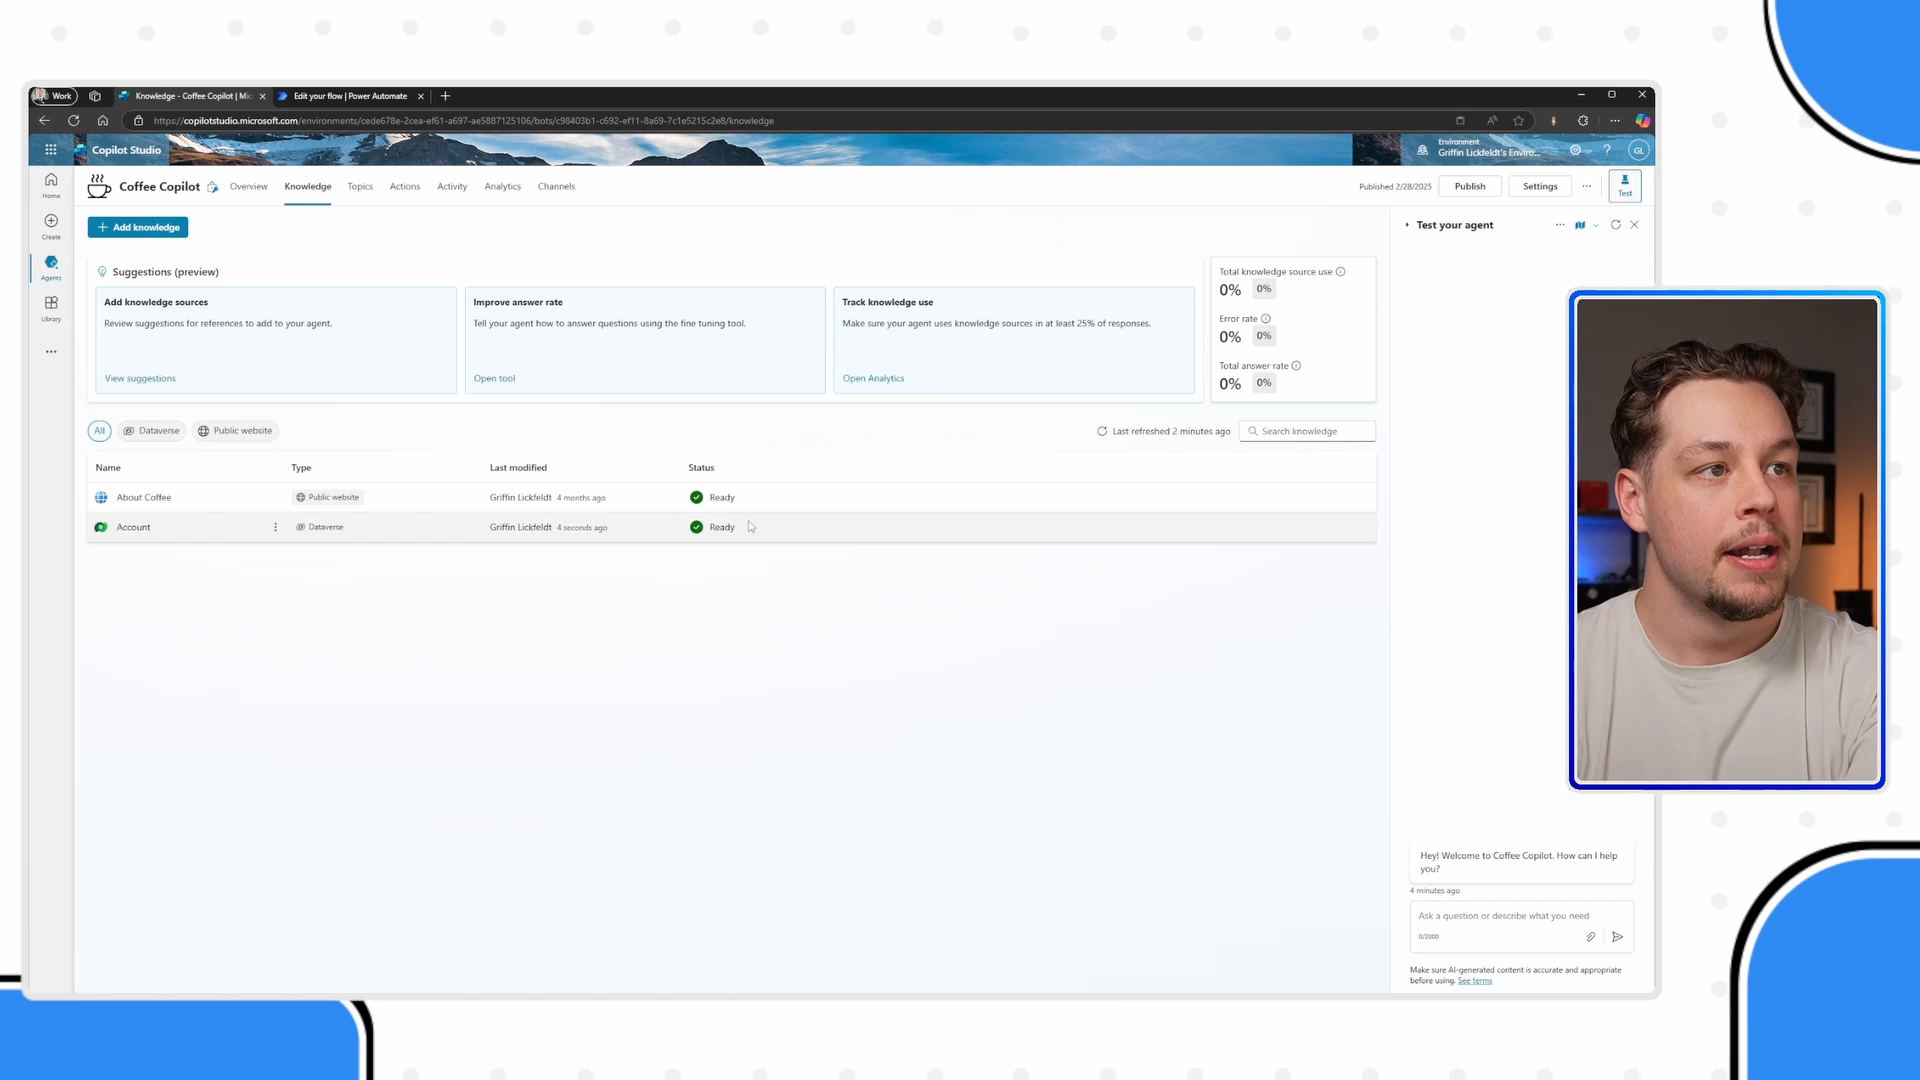 Work
Knowledge - Coffee Copilot | Mic
Edit your flow | Power Automate
https://copilotstudio.microsoft.com/environments/cede678e-2cea-ef61-a697-ae5887125106/bots/c98403b1-c692-ef11-8a69-7c1e5215c2e8/knowledge
Copilot Studio
Environment
Griffin Lickfeldt's Enviro...
GL
Home
Create
Agents
Library
Coffee Copilot
Overview
Knowledge
Topics
Actions
Activity
Analytics
Channels
Published 2/28/2025
Publish
Settings
Test
Add knowledge
Suggestions (preview)
Add knowledge sources
Review suggestions for references to add to your agent.
View suggestions
Improve answer rate
Tell your agent how to answer questions using the fine tuning tool.
Open tool
Track knowledge use
Make sure your agent uses knowledge sources in at least 25% of responses.
Open Analytics
Total knowledge source use
0% 0%
Error rate
0% 0%
Total answer rate
0% 0%
All
Dataverse
Public website
Last refreshed 2 minutes ago
Search knowledge
Name Type Last modified Status
About Coffee Public website Griffin Lickfeldt 4 months ago Ready
Account Dataverse Griffin Lickfeldt 4 seconds ago Ready
Test your agent
Hey! Welcome to Coffee Copilot. How can I help
you?
4 minutes ago
Ask a question or describe what you need
0/2000
Make sure AI-generated content is accurate and appropriate
before using. See terms